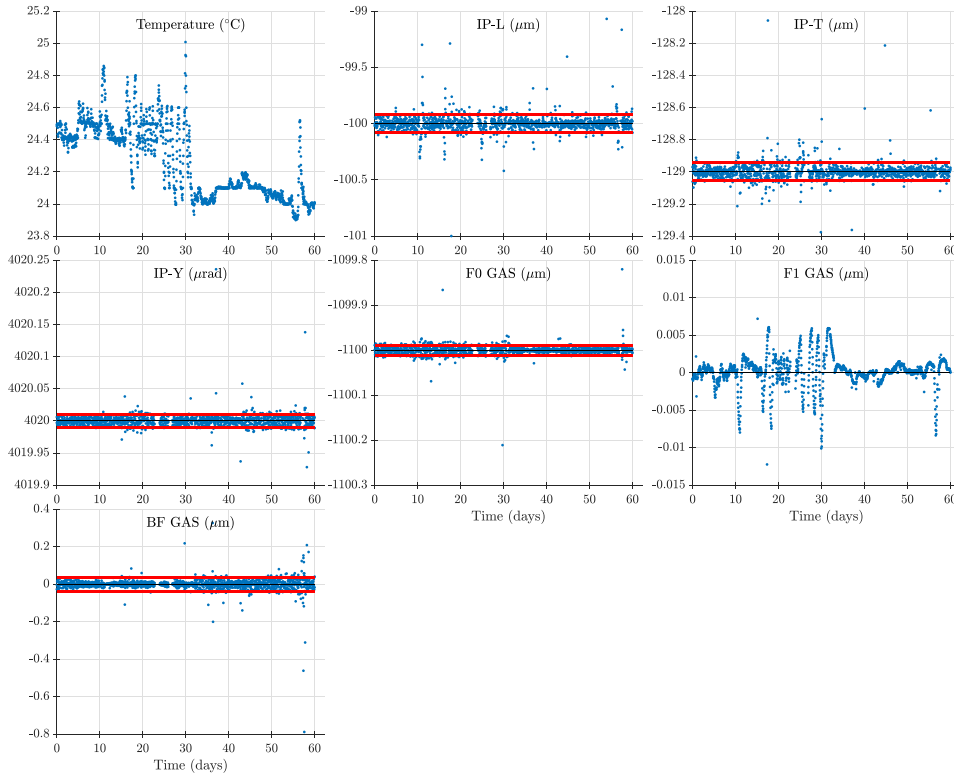 Temperature (°C)
25.2
25
24.8
24.6
24.4
24.2
24
23.8
0 10 20 30 40 50 60
IP-L (μm)
-99
-99.5
-100
-100.5
-101
0 10 20 30 40 50 60
IP-T (μm)
-128
-128.2
-128.4
-128.6
-128.8
-129
-129.2
-129.4
0 10 20 30 40 50 60
IP-Y (μrad)
4020.25
4020.2
4020.15
4020.1
4020.05
4020
4019.95
4019.9
0 10 20 30 40 50 60
F0 GAS (μm)
-1099.8
-1099.9
-1100
-1100.1
-1100.2
-1100.3
0 10 20 30 40 50 60
Time (days)
F1 GAS (μm)
0.015
0.01
0.005
0
-0.005
-0.01
-0.015
0 10 20 30 40 50 60
Time (days)
BF GAS (μm)
0.4
0.2
0
-0.2
-0.4
-0.6
-0.8
0 10 20 30 40 50 60
Time (days)